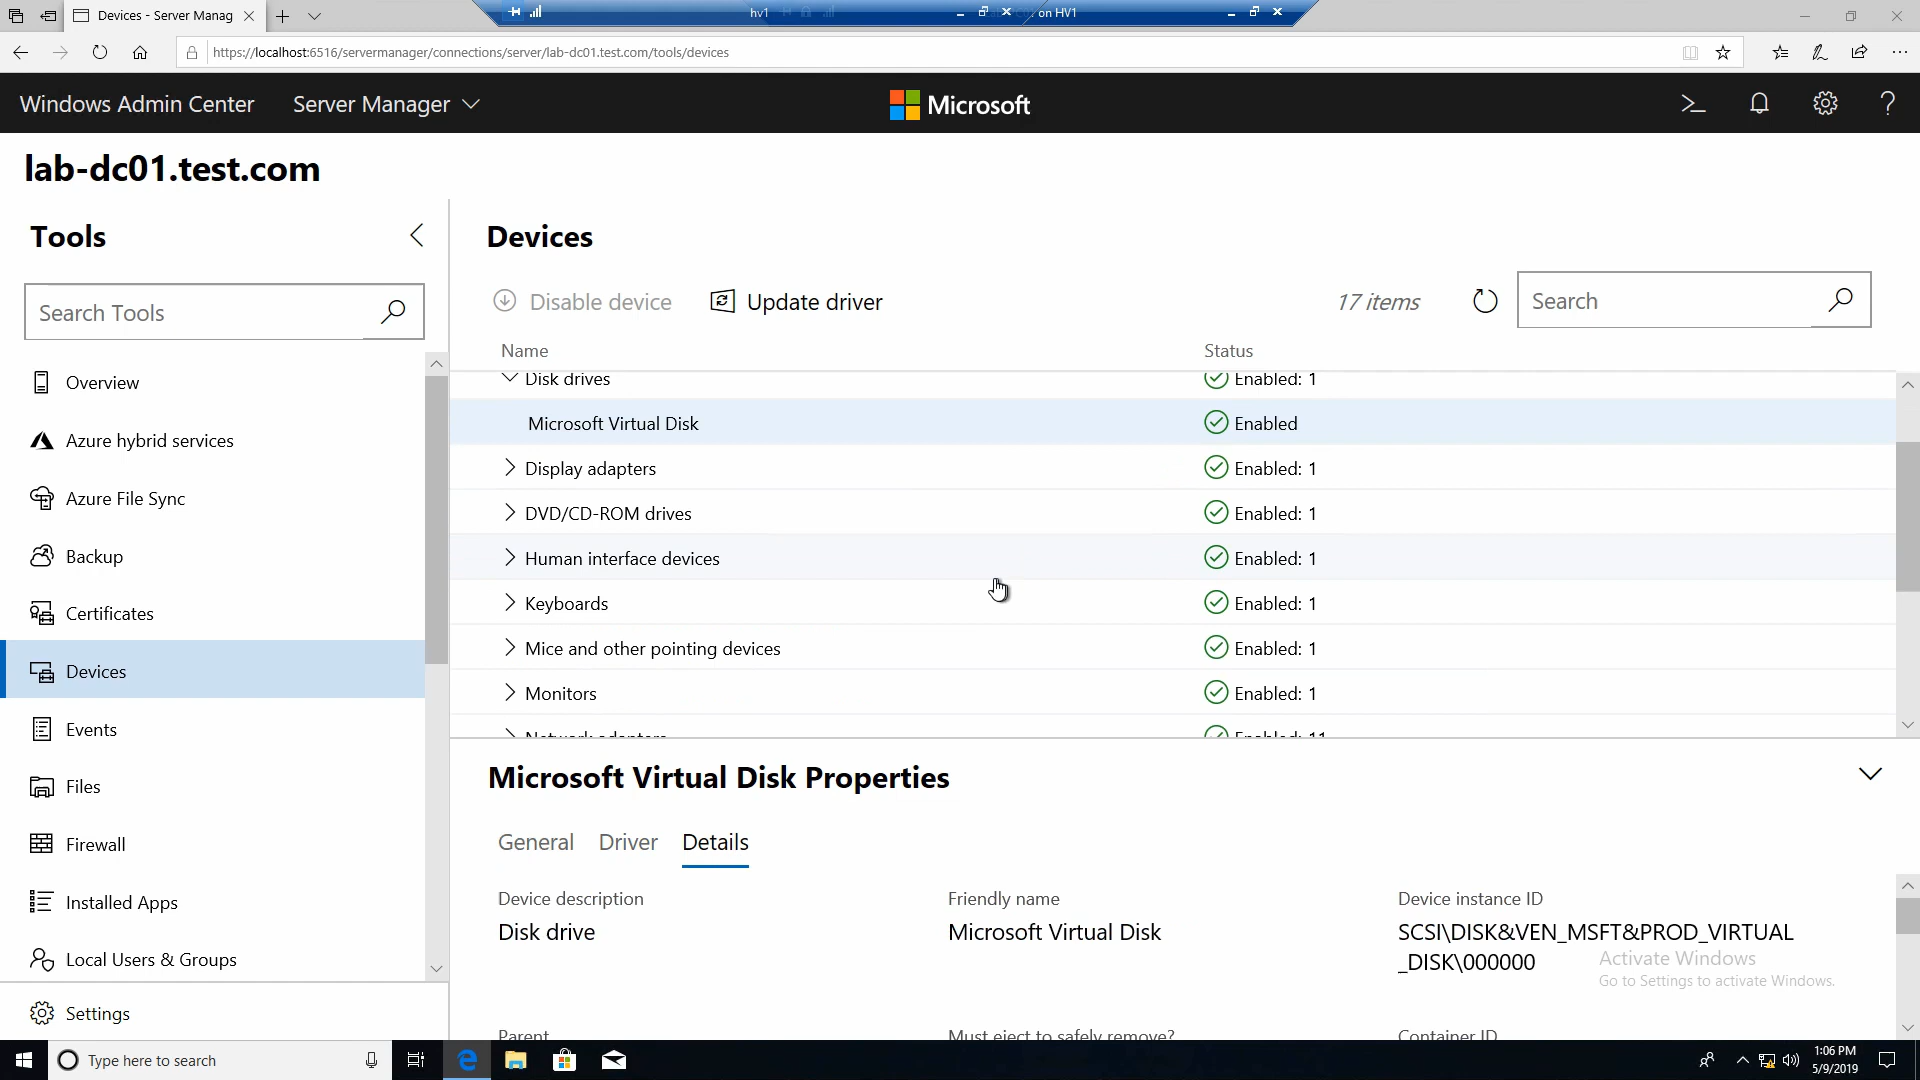 Devices - Server Manag
hv1
on HV1
https://localhost:6516/servermanager/connections/server/lab-dc01.test.com/tools/devices
Windows Admin Center
Server Manager
Microsoft
lab-dc01.test.com
Tools
Search Tools
Overview
Azure hybrid services
Azure File Sync
Backup
Certificates
Devices
Events
Files
Firewall
Installed Apps
Local Users & Groups
Settings
Devices
Disable device
Update driver
17 items
Search
Name Status
Disk drives Enabled: 1
Microsoft Virtual Disk Enabled
Display adapters Enabled: 1
DVD/CD-ROM drives Enabled: 1
Human interface devices Enabled: 1
Keyboards Enabled: 1
Mice and other pointing devices Enabled: 1
Monitors Enabled: 1
Network adapters Enabled: 11
Microsoft Virtual Disk Properties
General Driver Details
Device description
Disk drive
Friendly name
Microsoft Virtual Disk
Device instance ID
SCSI\DISK&VEN_MSFT&PROD_VIRTUAL
_DISK\000000
Activate Windows
Go to Settings to activate Windows.
Parent
Must eject to safely remove?
Container ID
Type here to search
1:06 PM
5/9/2019